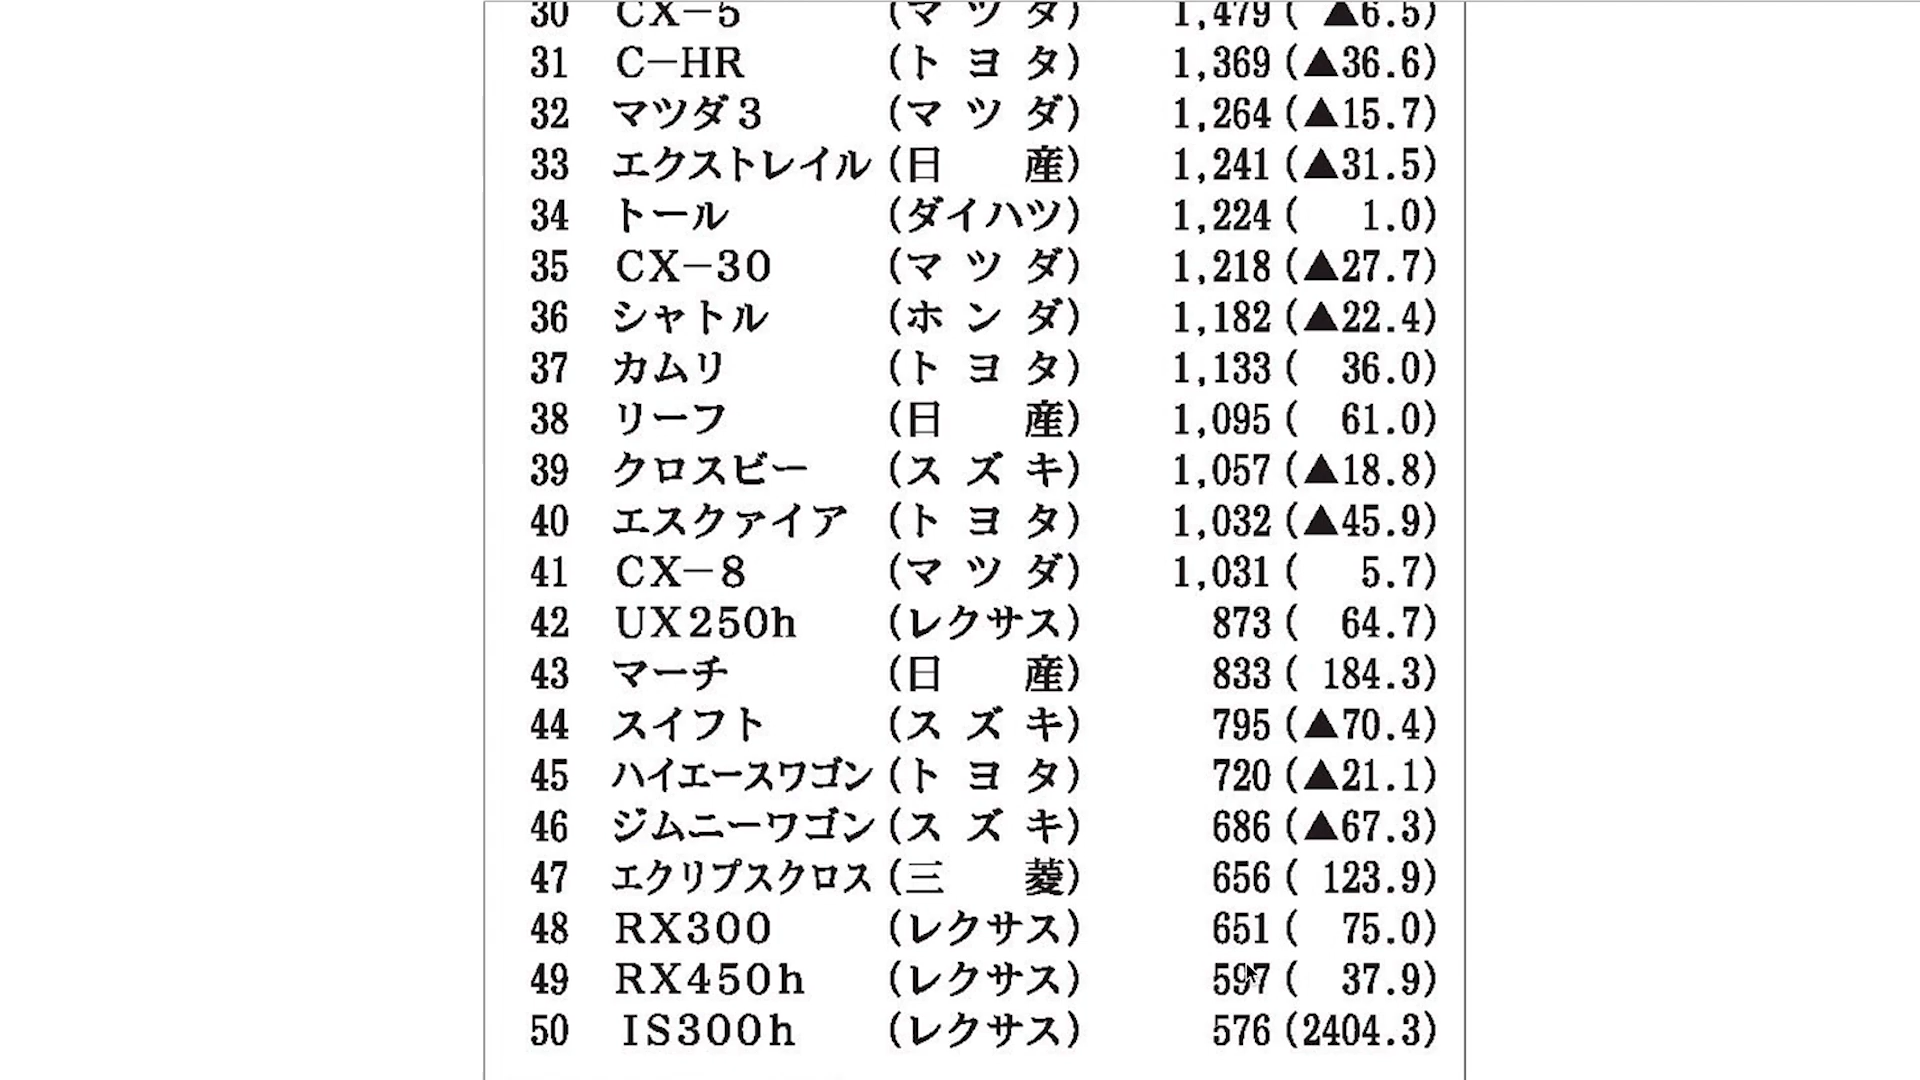 30 CX－5 (マツダ) 1,479 (▲6.5)
31 C－HR (トヨタ) 1,369 (▲36.6)
32 マツダ3 (マツダ) 1,264 (▲15.7)
33 エクストレイル (日産) 1,241 (▲31.5)
34 トール (ダイハツ) 1,224 (1.0)
35 CX－30 (マツダ) 1,218 (▲27.7)
36 シャトル (ホンダ) 1,182 (▲22.4)
37 カムリ (トヨタ) 1,133 (36.0)
38 リーフ (日産) 1,095 (61.0)
39 クロスビー (スズキ) 1,057 (▲18.8)
40 エスクァイア (トヨタ) 1,032 (▲45.9)
41 CX－8 (マツダ) 1,031 (5.7)
42 UX250h (レクサス) 873 (64.7)
43 マーチ (日産) 833 (184.3)
44 スイフト (スズキ) 795 (▲70.4)
45 ハイエースワゴン (トヨタ) 720 (▲21.1)
46 ジムニーワゴン (スズキ) 686 (▲67.3)
47 エクリプスクロス (三菱) 656 (123.9)
48 RX300 (レクサス) 651 (75.0)
49 RX450h (レクサス) 597 (37.9)
50 IS300h (レクサス) 576 (2404.3)